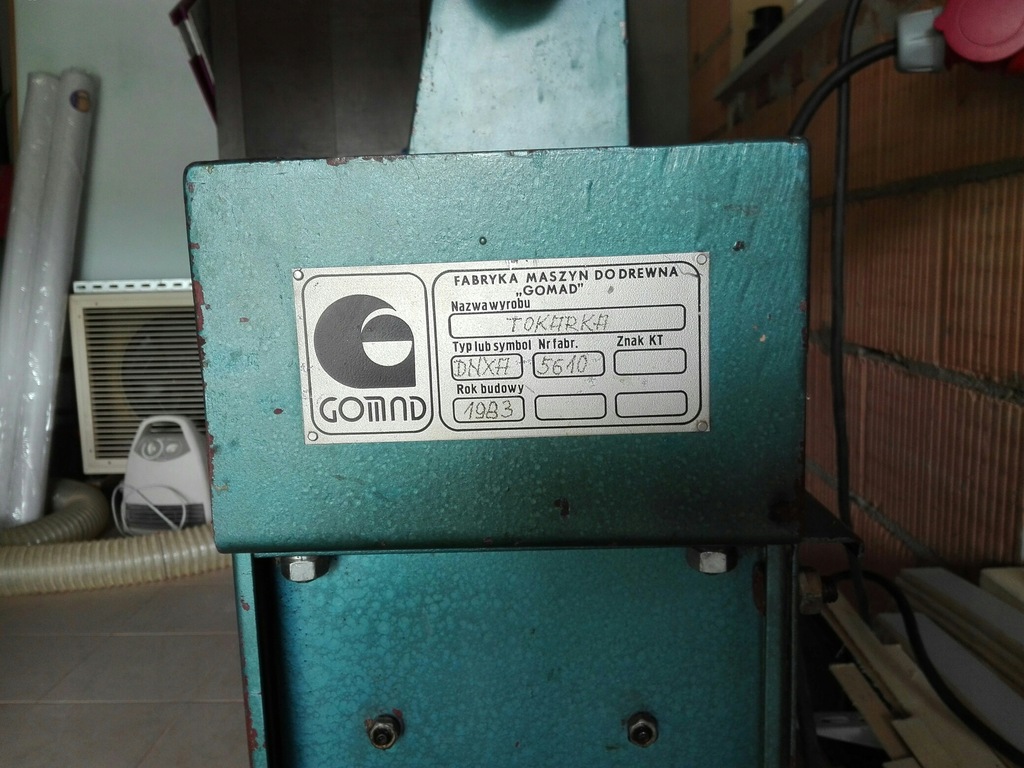 FABRYKA MASZYN DO DREWNA
„GOMAD"
Nazwa wyrobu
TOKARKA
Typ lub symbol Nr fabr. Znak KT
DNXA 5610
Rok budowy
1983
GOMAD